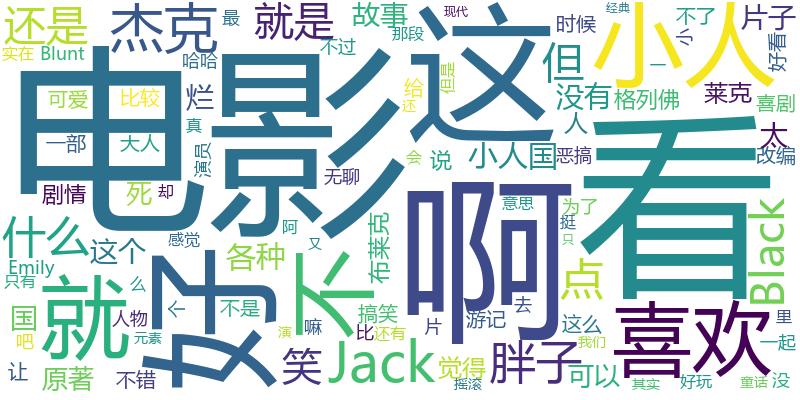 电影
这
看
啊
小人
喜欢
就
好
不
还是
杰克
就是
故事
最
现代
那段
时候
不了
小
经典
片子
好看
实在
Blunt
哈哈
不过
但
没有
给
还
但是
一
格列佛
莱克
喜剧
可爱
比较
烂
真
人
太
一部
大人
演员
无聊
会
说
小人国
恶搞
改编
剧情
死
却
什么
这个
感觉
阿
又
布莱克
意思
为了
挺
只
Black
Emily
只有
么
个
各种
点
国
吧
人物
元素
不是
演
嘛
搞笑
比
还有
片
游记
去
这么
我们
里
一起
让
原著
不错
笑
Jack
觉得
摇滚
胖子
可以
其实
好玩
童话
没